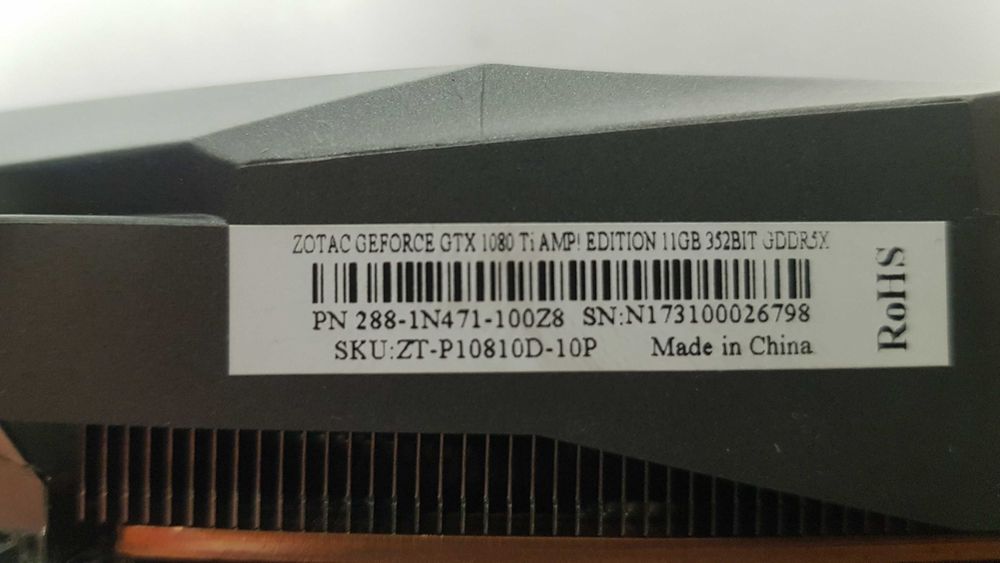 ZOTAC GEFORCE GTX 1080 Ti AMP! EDITION 11GB 352BIT GDDR5X
PN 288-1N471-100Z8 SN:N173100026798
SKU:ZT-P10810D-10P Made in China
RoHS